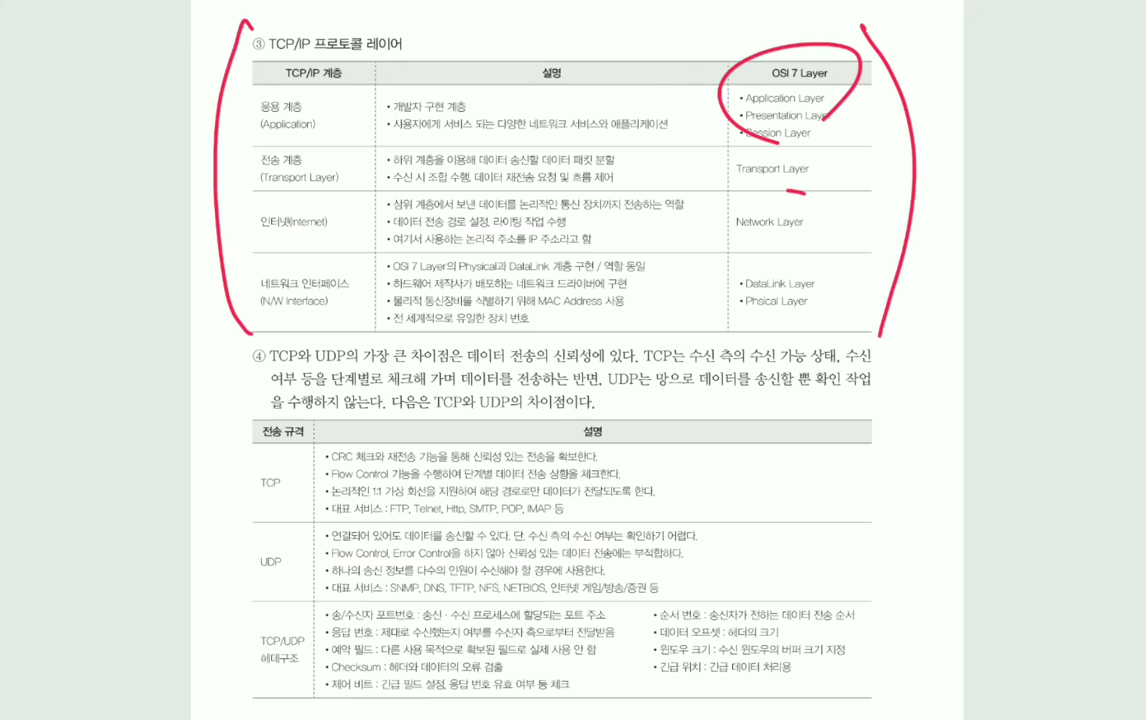 ③ TCP/IP 프로토콜 레이어
TCP/IP 계층 설명 OSI 7 Layer
응용 계층
(Application)
• 개발자 구현 계층
• 사용자에게 서비스 되는 다양한 네트워크 서비스와 애플리케이션
• Application Layer
• Presentation Layer
• Session Layer
전송 계층
(Transport Layer)
• 하위 계층을 이용해 데이터 송신할 데이터 패킷 분할
• 수신 시 조합 수행, 데이터 재전송 요청 및 흐름 제어
Transport Layer
인터넷(Internet)
• 상위 계층에서 보낸 데이터를 논리적인 통신 장치까지 전송하는 역할
• 데이터 전송 경로 설정, 라이팅 작업 수행
• 여기서 사용하는 논리적 주소를 IP 주소라고 함
Network Layer
네트워크 인터페이스
(N/W Interface)
• OSI 7 Layer의 Physical과 DataLink 계층 구현 / 역할 동일
• 하드웨어 제작사가 배포하는 네트워크 드라이버에 구현
• 물리적 통신장비를 식별하기 위해 MAC Address 사용
• 전 세계적으로 유일한 장치 번호
• DataLink Layer
• Phsical Layer
④ TCP와 UDP의 가장 큰 차이점은 데이터 전송의 신뢰성에 있다. TCP는 수신 측의 수신 가능 상태, 수신
여부 등을 단계별로 체크해 가며 데이터를 전송하는 반면, UDP는 망으로 데이터를 송신할 뿐 확인 작업
을 수행하지 않는다. 다음은 TCP와 UDP의 차이점이다.
전송 규격 설명
TCP
• CRC 체크와 재전송 기능을 통해 신뢰성 있는 전송을 확보한다.
• Flow Control 기능을 수행하여 단계별 데이터 전송 상황을 체크한다.
• 논리적인 1:1 가상 회선을 지원하여 해당 경로로만 데이터가 전달되도록 한다.
• 대표 서비스 : FTP, Telnet, Http, SMTP, POP, IMAP 등
UDP
• 연결되어 있어도 데이터를 송신할 수 있다. 단, 수신 측의 수신 여부는 확인하기 어렵다.
• Flow Control, Error Control을 하지 않아 신뢰성 있는 데이터 전송에는 부적합하다.
• 하나의 송신 정보를 다수의 인원이 수신해야 할 경우에 사용한다.
• 대표 서비스 : SNMP, DNS, TFTP, NFS, NETBIOS, 인터넷 게임/방송/증권 등
TCP/UDP
헤데구조
• 송/수신자 포트번호 : 송신 · 수신 프로세스에 할당되는 포트 주소
• 응답 번호 : 제대로 수신했는지 여부를 수신자 측으로부터 전달받음
• 예약 필드 : 다른 사용 목적으로 확보된 필드로 실제 사용 안 함
• Checksum : 헤더와 데이터의 오류 검출
• 제어 비트 : 긴급 필드 설정, 응답 번호 유효 여부 등 체크
• 순서 번호 : 송신자가 전하는 데이터 전송 순서
• 데이터 오프셋 : 헤더의 크기
• 윈도우 크기 : 수신 윈도우의 버퍼 크기 지정
• 긴급 위치 : 긴급 데이터 처리용